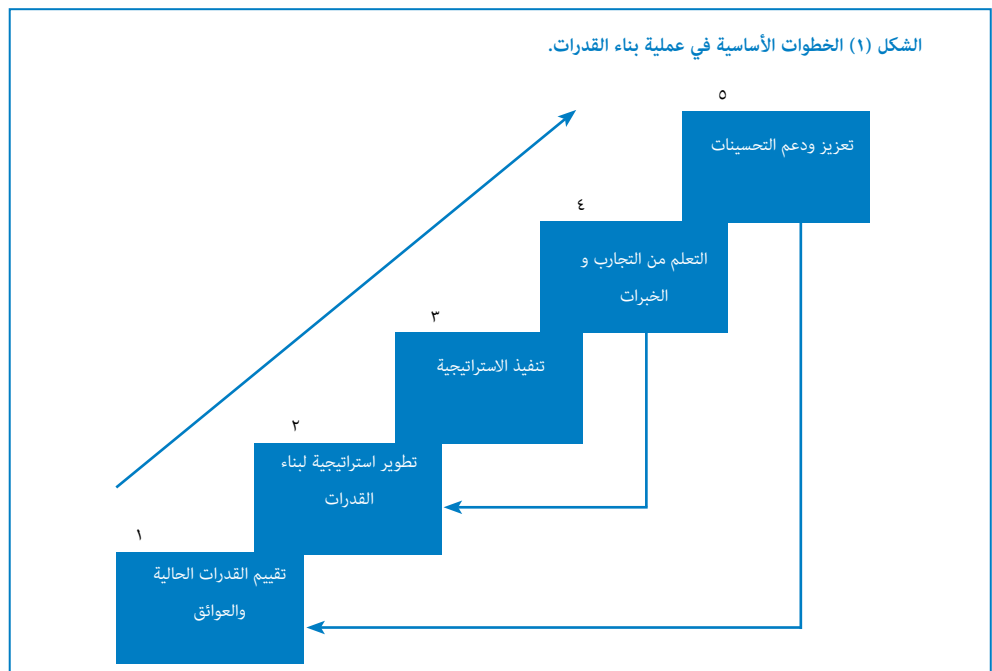 الشكل (١) الخطوات الأساسية في عملية بناء القدرات.
٥
تعزيز ودعم التحسينات
٤
التعلم من التجارب و
الخبرات
٣
تنفيذ الاستراتيجية
٢
تطوير استراتيجية لبناء
القدرات
١
تقييم القدرات الحالية
والعوائق